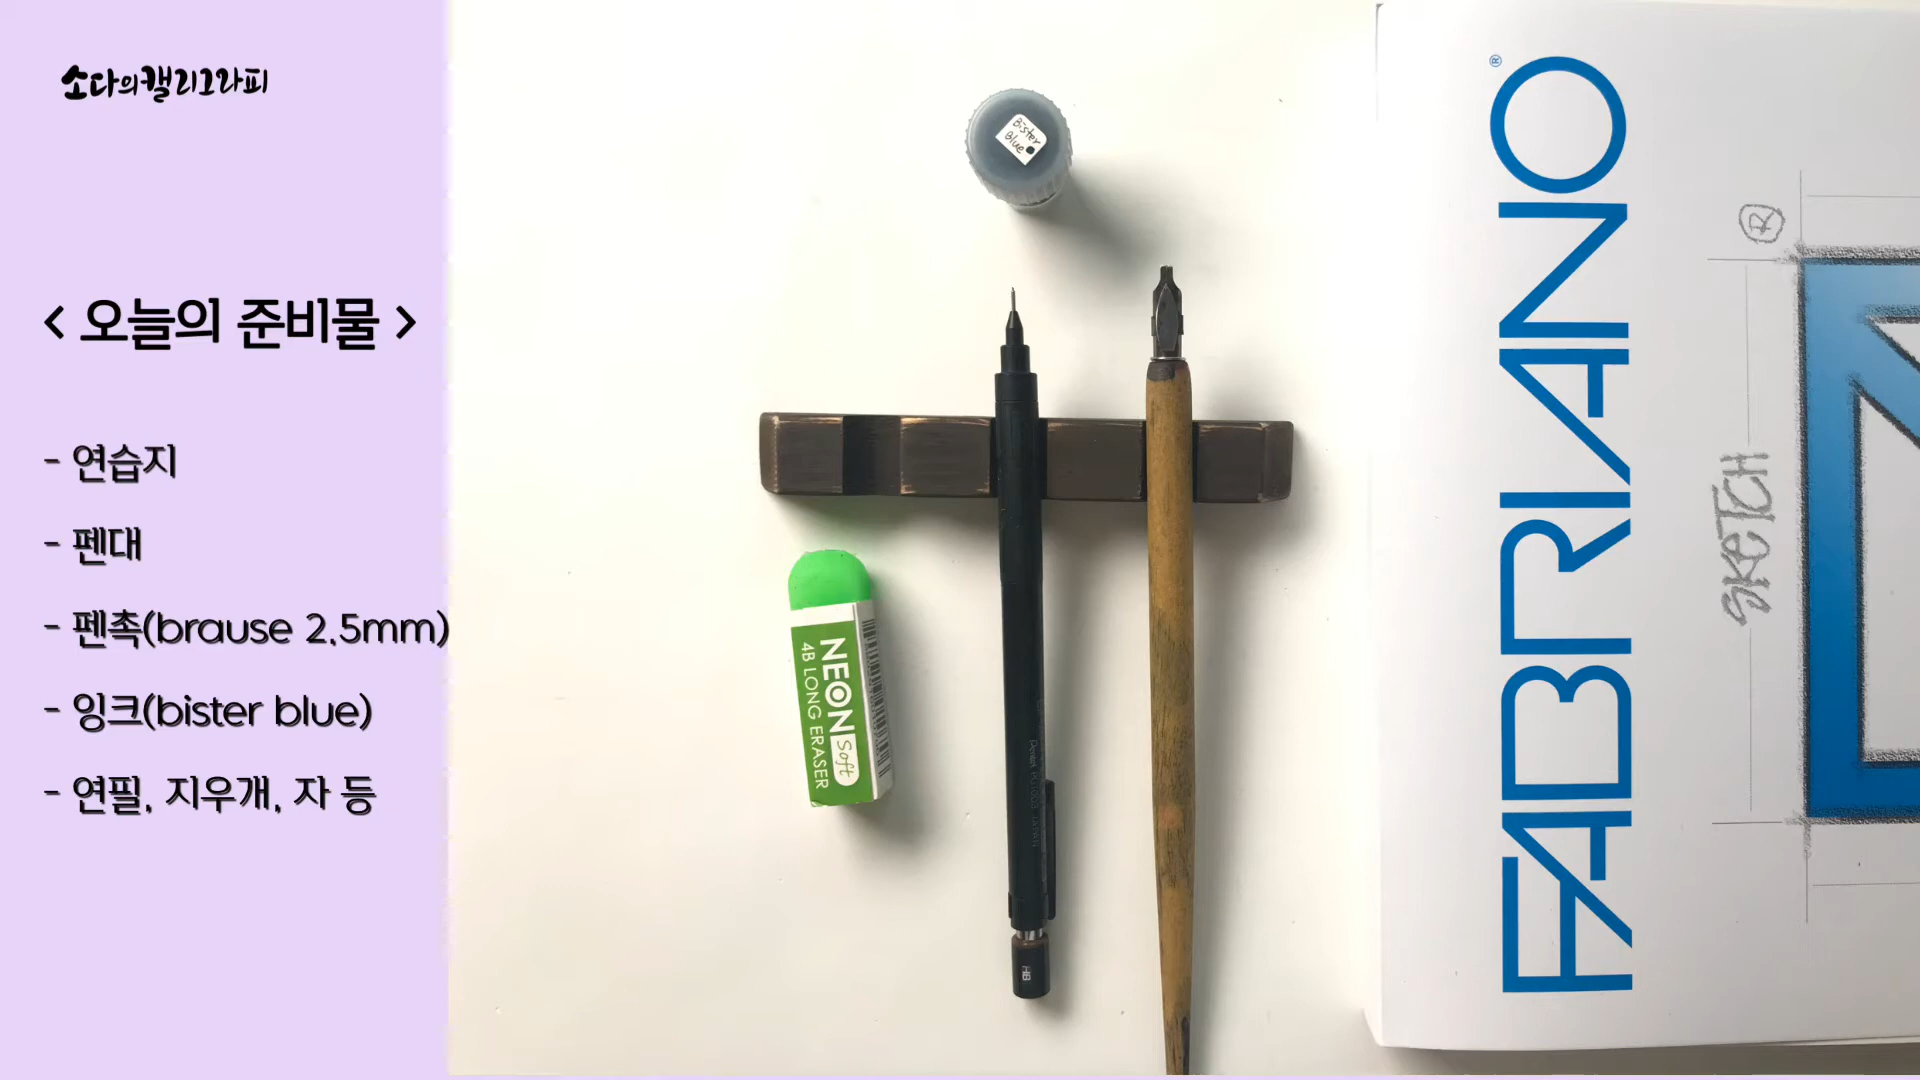 소다의캘리그라피
< 오늘의 준비물 >
- 연습지
- 펜대
- 펜촉(brause 2.5mm)
- 잉크(bister blue)
- 연필, 지우개, 자 등
Bister
Blue
NEON
Soft
4B LONG ERASER
Pentel
HB
FABRIANO®
SKETCH
®